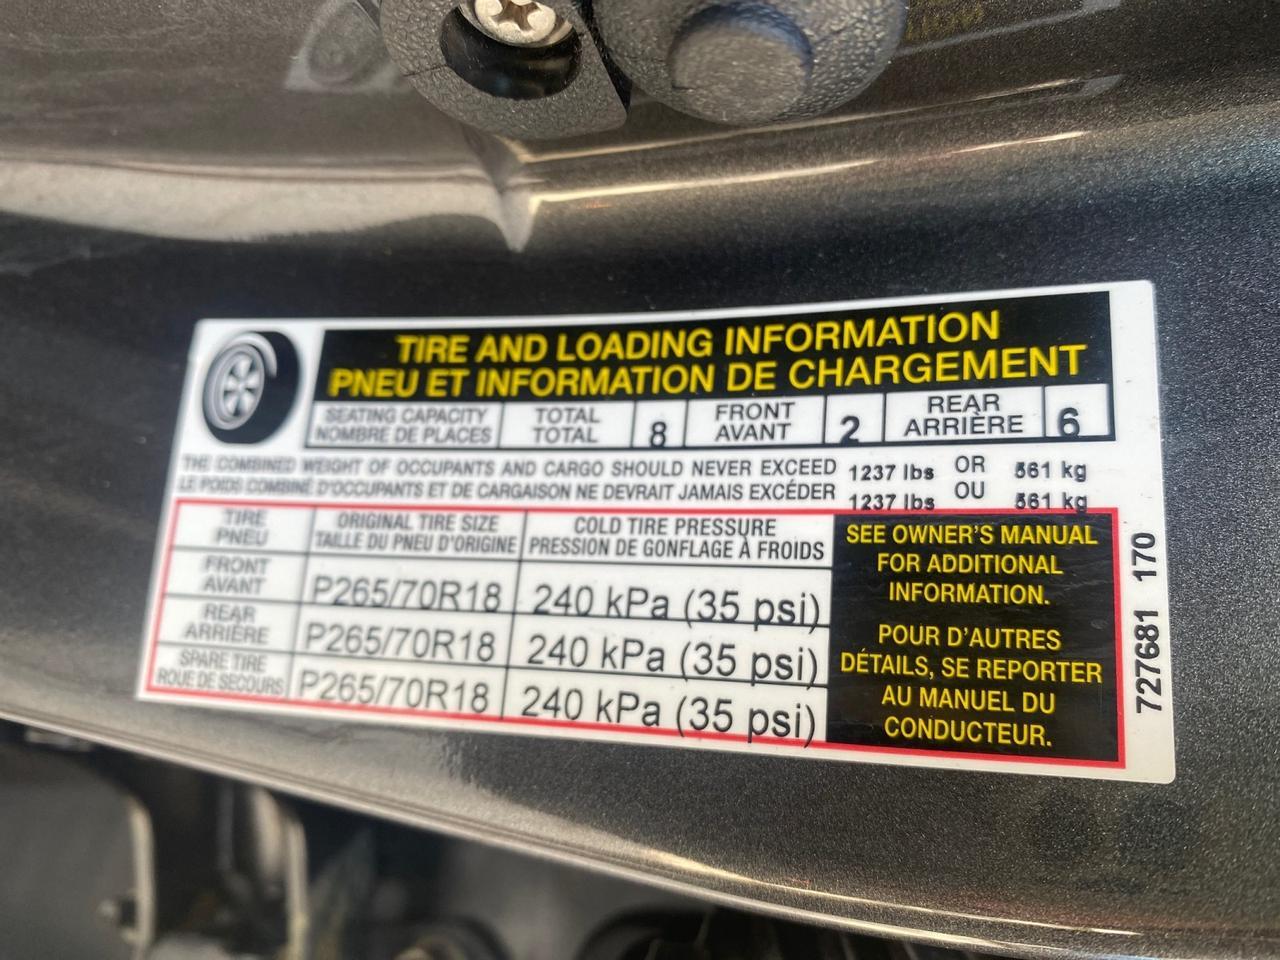 TIRE AND LOADING INFORMATION
PNEU ET INFORMATION DE CHARGEMENT
SEATING CAPACITY TOTAL 8 FRONT 2 REAR 6
NOMBRE DE PLACES TOTAL AVANT ARRIÈRE
THE COMBINED WEIGHT OF OCCUPANTS AND CARGO SHOULD NEVER EXCEED 1237 lbs OR 561 kg
LE POIDS COMBINÉ D'OCCUPANTS ET DE CARGAISON NE DEVRAIT JAMAIS EXCÉDER 1237 lbs OU 561 kg
TIRE ORIGINAL TIRE SIZE COLD TIRE PRESSURE
PNEU TAILLE DU PNEU D'ORIGINE PRESSION DE GONFLAGE À FROIDS
FRONT
AVANT P265/70R18 240 kPa (35 psi)
REAR
ARRIÈRE P265/70R18 240 kPa (35 psi)
SPARE TIRE
ROUE DE SECOURS P265/70R18 240 kPa (35 psi)
SEE OWNER'S MANUAL
FOR ADDITIONAL
INFORMATION.
POUR D'AUTRES
DÉTAILS, SE REPORTER
AU MANUEL DU
CONDUCTEUR.
727681 170